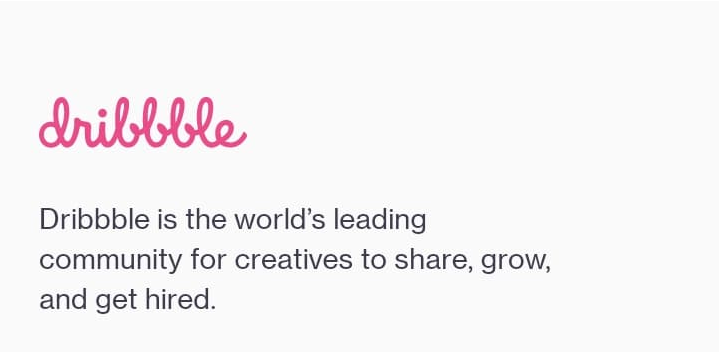 dribbble
Dribbble is the world’s leading
community for creatives to share, grow,
and get hired.